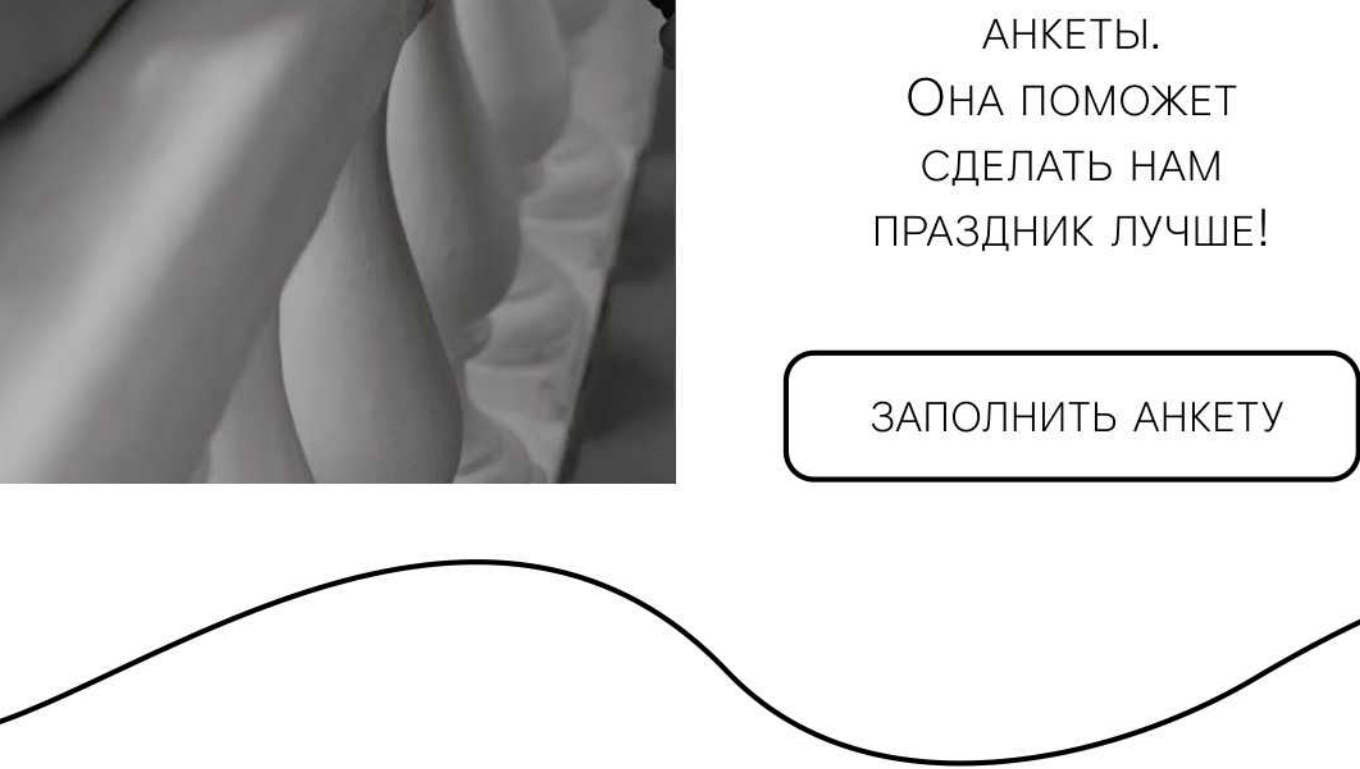 АНКЕТЫ.
ОНА ПОМОЖЕТ
СДЕЛАТЬ НАМ
ПРАЗДНИК ЛУЧШЕ!
ЗАПОЛНИТЬ АНКЕТУ